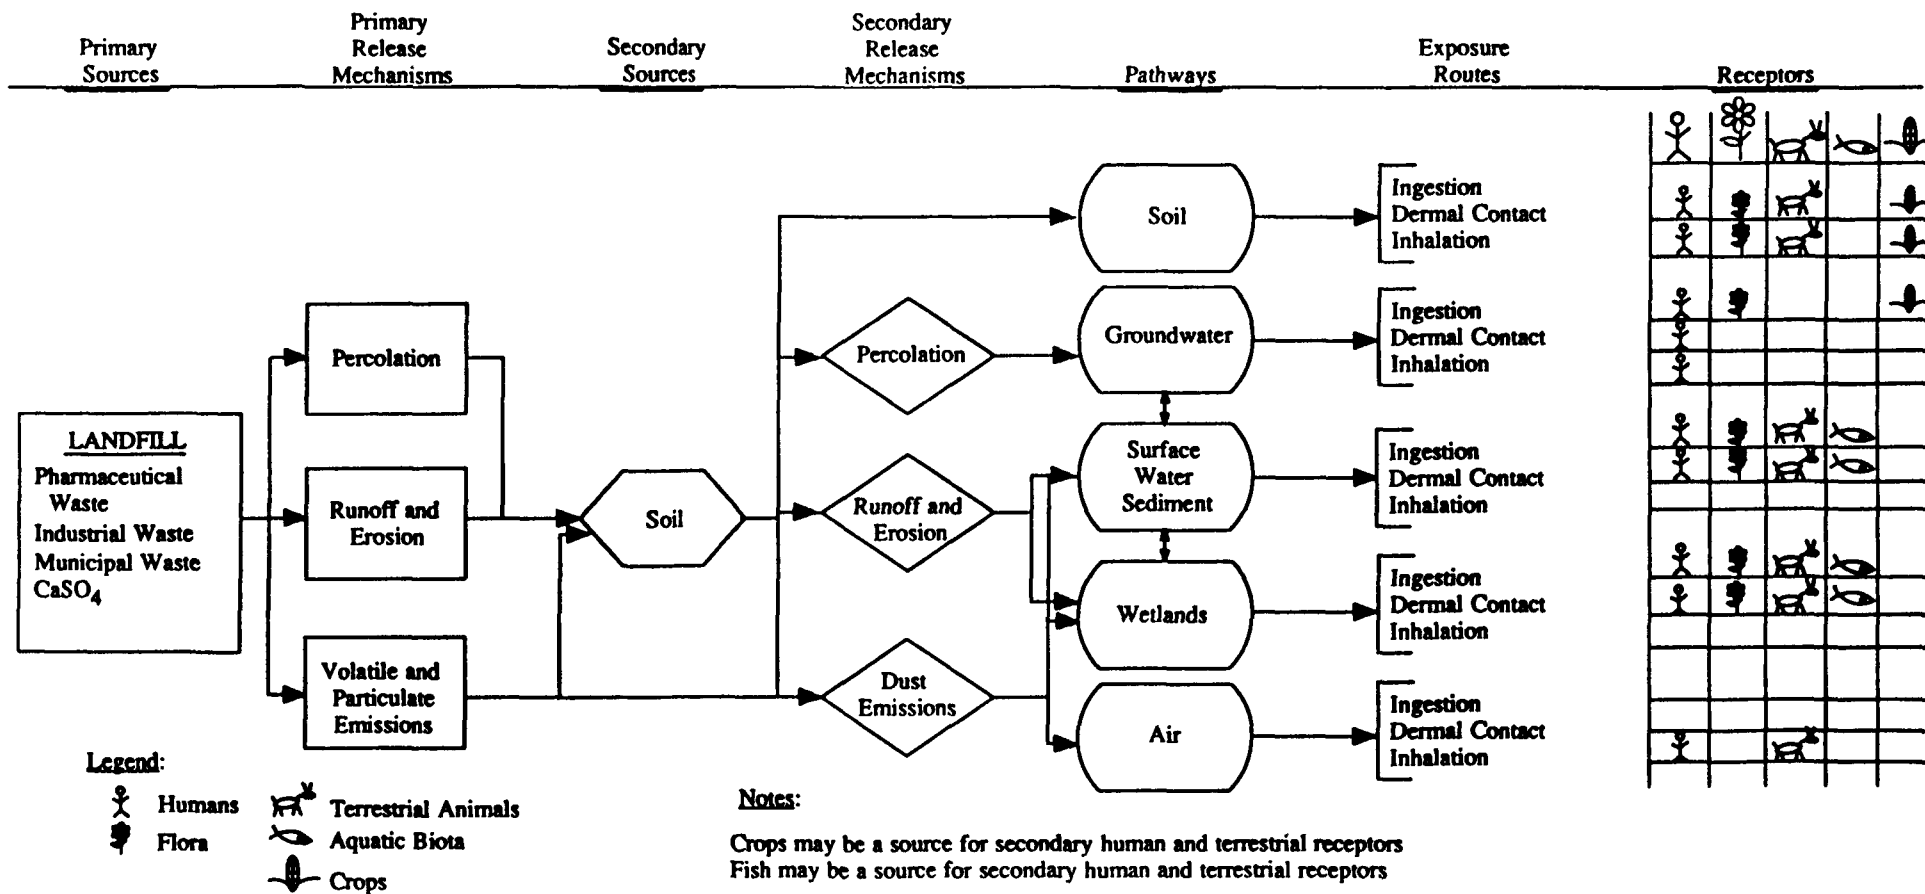 Primary
Sources
Primary
Release
Mechanisms
Secondary
Sources
Secondary
Release
Mechanisms
Pathways
Exposure
Routes
Receptors
LANDFILL
Pharmaceutical
Waste
Industrial Waste
Municipal Waste
CaSO4
Percolation
Runoff and
Erosion
Volatile and
Particulate
Emissions
Soil
Percolation
Runoff and
Erosion
Dust
Emissions
Soil
Groundwater
Surface
Water
Sediment
Wetlands
Air
Ingestion
Dermal Contact
Inhalation
Ingestion
Dermal Contact
Inhalation
Ingestion
Dermal Contact
Inhalation
Ingestion
Dermal Contact
Inhalation
Ingestion
Dermal Contact
Inhalation
Legend:
Humans
Flora
Terrestrial Animals
Aquatic Biota
Crops
Notes:
Crops may be a source for secondary human and terrestrial receptors
Fish may be a source for secondary human and terrestrial receptors